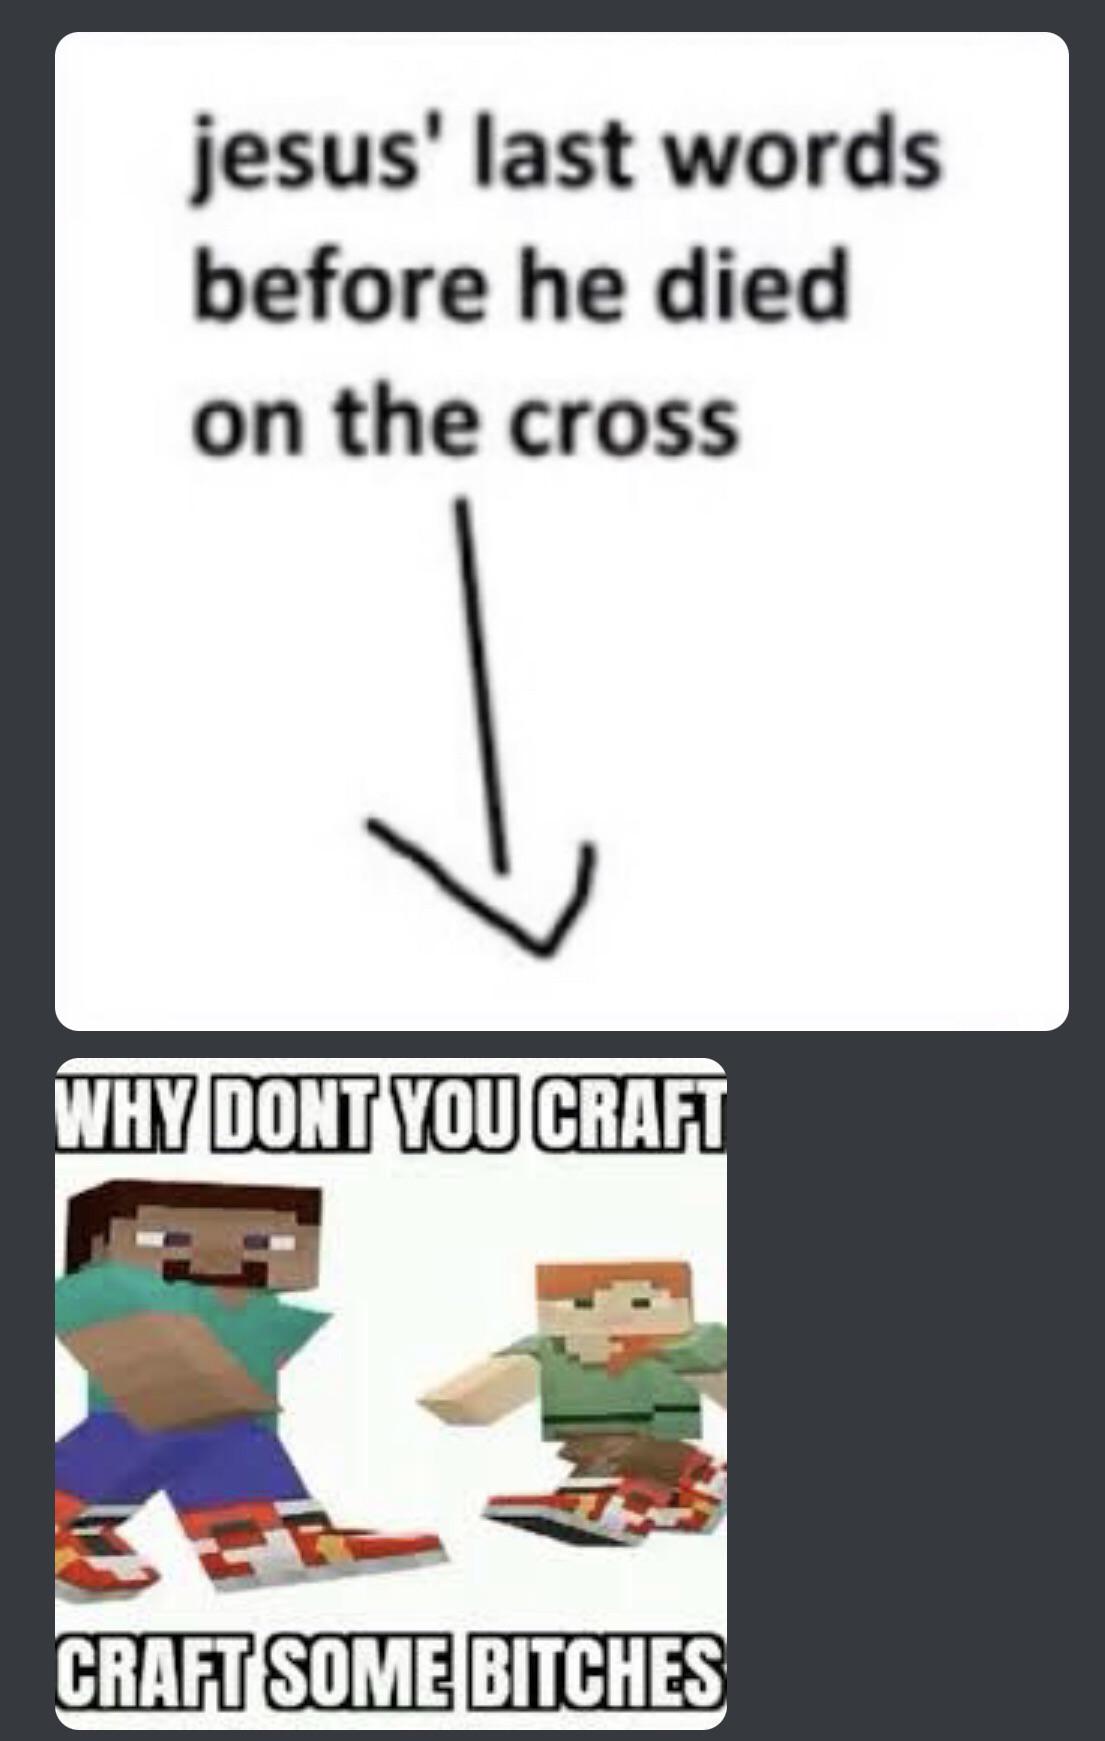 jesus' last words
before he died
on the cross
WHY DONT YOU CRAFT
CRAFT SOME BITCHES